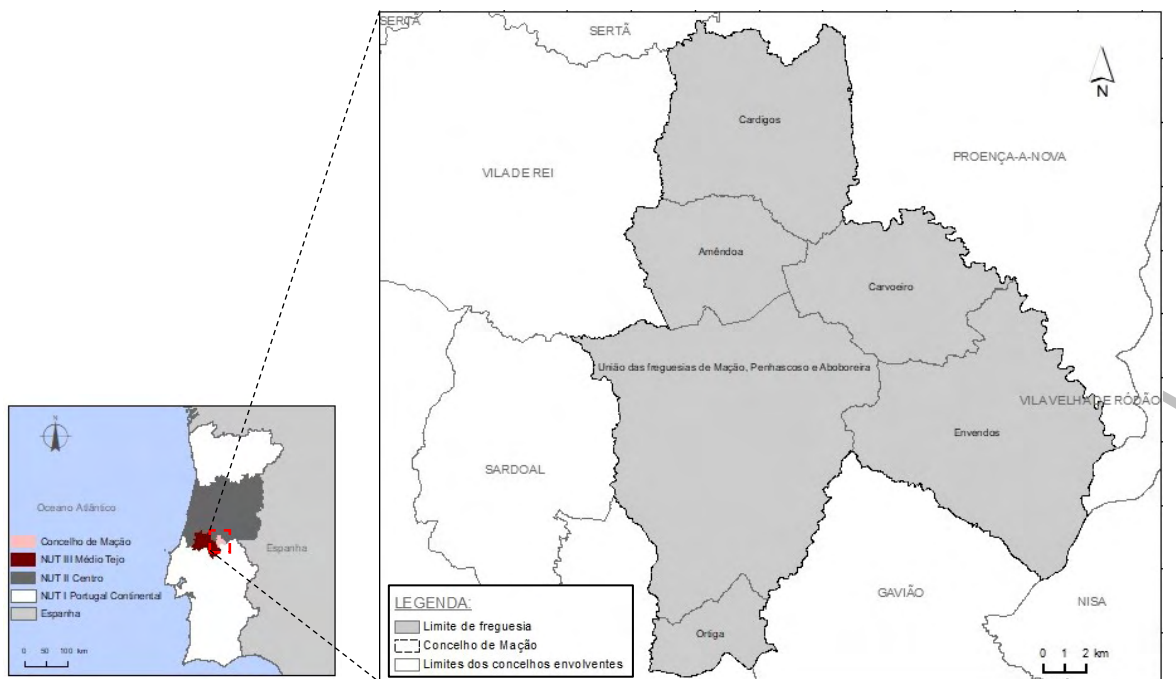 SERTÃ
SERTÃ
N
Cardigos
PROENÇA-A-NOVA
VILA DE REI
Amêndoa
Carvoeiro
União das freguesias de Mação, Penhascoso e Aboboreira
VILA VELHA DE RÓDÃO
Envendos
SARDOAL
GAVIÃO
NISA
Ortiga
LEGENDA:
Limite de freguesia
Concelho de Mação
Limites dos concelhos envolventes
0 1 2 km
N
Oceano Atlântico
Espanha
Concelho de Mação
NUT III Médio Tejo
NUT II Centro
NUT I Portugal Continental
Espanha
0 50 100 km